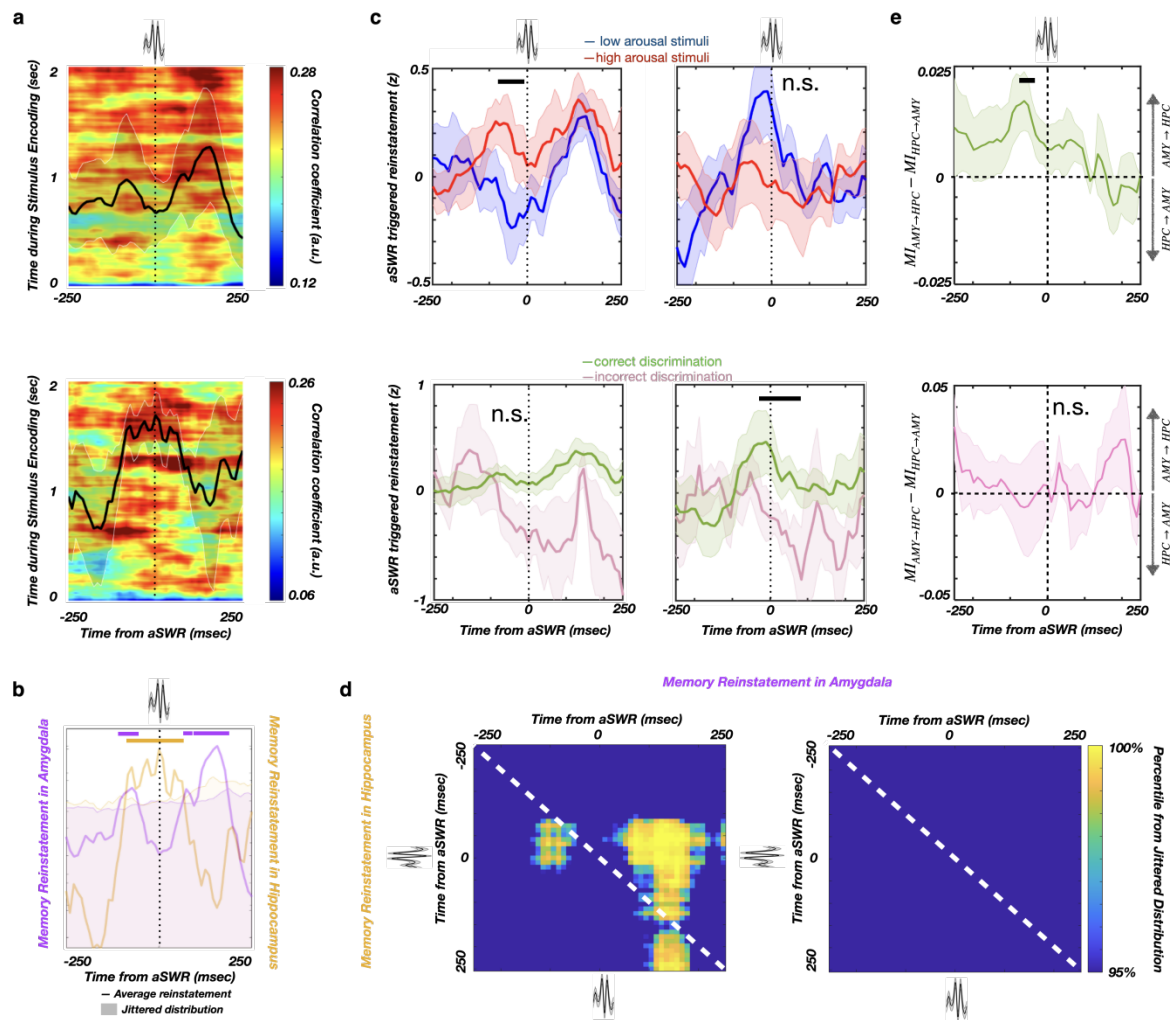 a
Time during Stimulus Encoding (sec)
2
1
0
-250
250
0.28
Correlation coefficient (a.u.)
0.12
Time during Stimulus Encoding (sec)
2
1
0
-250
250
Time from aSWR (msec)
0.26
Correlation coefficient (a.u.)
0.06
b
Memory Reinstatement in Amygdala
Memory Reinstatement in Hippocampus
-250
250
Time from aSWR (msec)
Average reinstatement
Jittered distribution
c
low arousal stimuli
high arousal stimuli
aSWR triggered reinstatement (z)
0.5
0
-0.5
-250
0
250
n.s.
-250
0
250
correct discrimination
incorrect discrimination
aSWR triggered reinstatement (z)
1
0
-1
n.s.
-250
0
250
Time from aSWR (msec)
-250
0
250
Time from aSWR (msec)
d
Memory Reinstatement in Amygdala
Memory Reinstatement in Hippocampus
Time from aSWR (msec)
-250
0
250
Time from aSWR (msec)
-250
0
250
Time from aSWR (msec)
-250
0
250
Time from aSWR (msec)
-250
0
250
100%
95%
Percentile from Jittered Distribution
e
MI AMY→HPC − MI HPC→AMY
0.025
0
-0.025
-250
0
250
AMY → HPC
HPC ← AMY
MI AMY→HPC − MI HPC→AMY
0.05
0
-0.05
n.s.
-250
0
250
Time from aSWR (msec)
AMY → HPC
HPC ← AMY